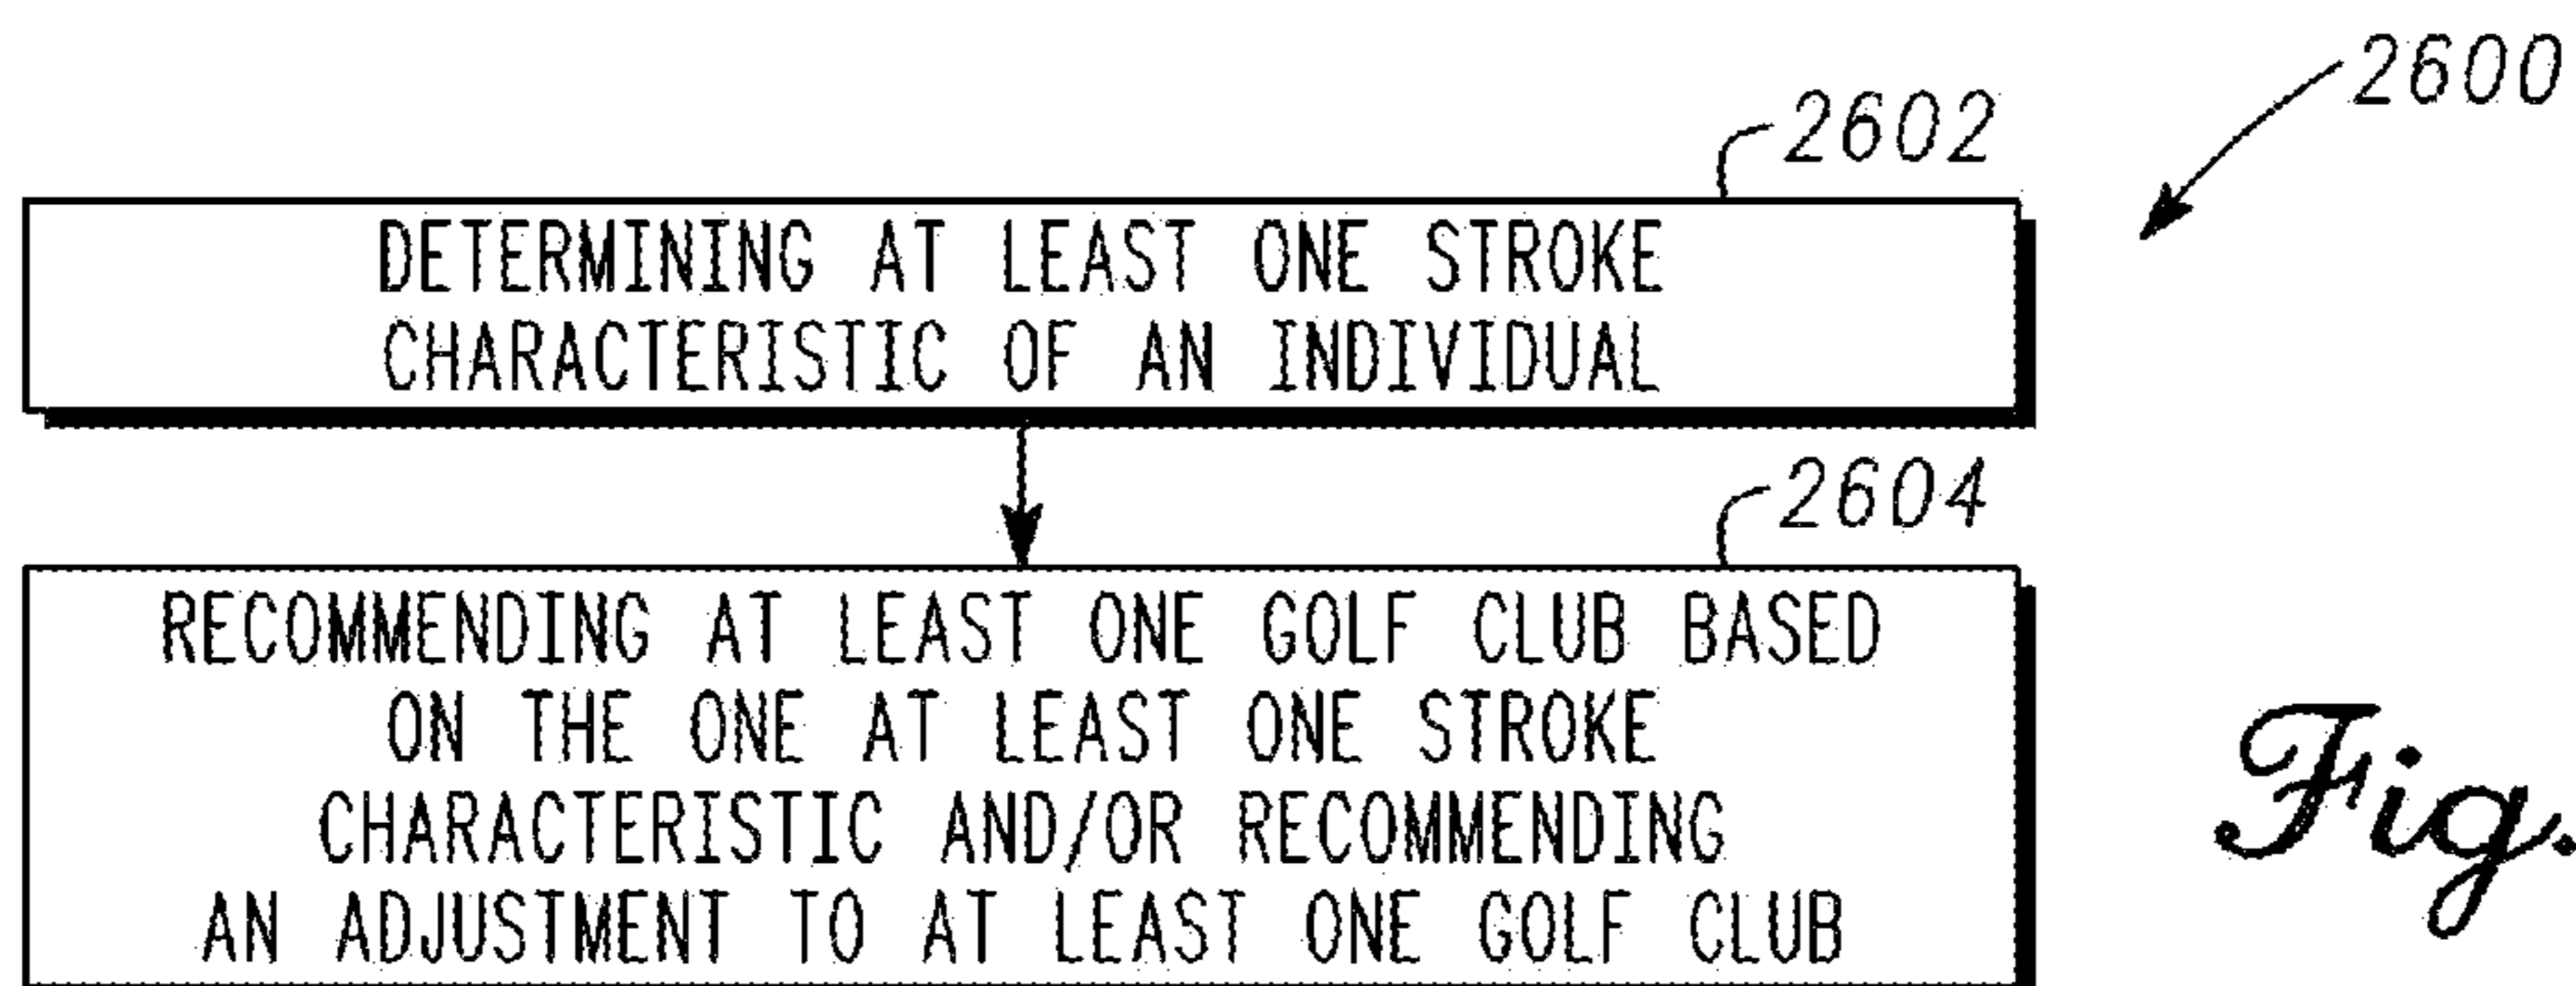 2600
2602
DETERMINING AT LEAST ONE STROKE
CHARACTERISTIC OF AN INDIVIDUAL
2604
RECOMMENDING AT LEAST ONE GOLF CLUB BASED
ON THE ONE AT LEAST ONE STROKE
CHARACTERISTIC AND/OR RECOMMENDING
AN ADJUSTMENT TO AT LEAST ONE GOLF CLUB
Fig.